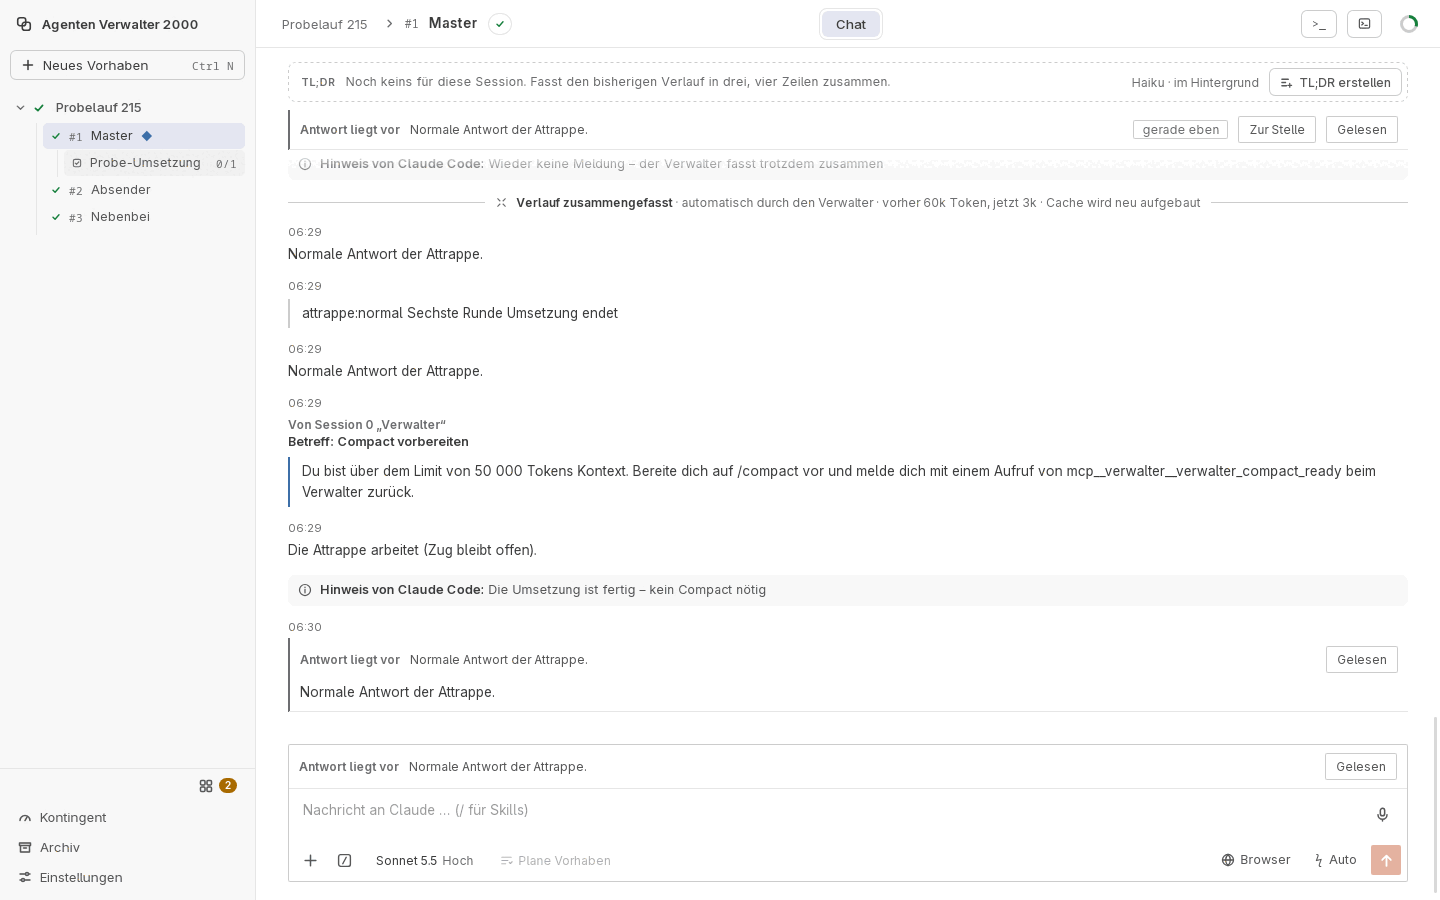 Agenten Verwalter 2000
Neues Vorhaben Ctrl N
Probelauf 215
#1 Master
Probe-Umsetzung 0/1
#2 Absender
#3 Nebenbei
2
Kontingent
Archiv
Einstellungen
Probelauf 215 #1 Master
Chat
>_
TL;DR Noch keins für diese Session. Fasst den bisherigen Verlauf in drei, vier Zeilen zusammen. Haiku · im Hintergrund TL;DR erstellen
Antwort liegt vor Normale Antwort der Attrappe. gerade eben Zur Stelle Gelesen
Hinweis von Claude Code: Wieder keine Meldung – der Verwalter fasst trotzdem zusammen
Verlauf zusammengefasst · automatisch durch den Verwalter · vorher 60k Token, jetzt 3k · Cache wird neu aufgebaut
06:29
Normale Antwort der Attrappe.
06:29
attrappe:normal Sechste Runde Umsetzung endet
06:29
Normale Antwort der Attrappe.
06:29
Von Session 0 „Verwalter“
Betreff: Compact vorbereiten
Du bist über dem Limit von 50 000 Tokens Kontext. Bereite dich auf /compact vor und melde dich mit einem Aufruf von mcp__verwalter__verwalter_compact_ready beim
Verwalter zurück.
06:29
Die Attrappe arbeitet (Zug bleibt offen).
Hinweis von Claude Code: Die Umsetzung ist fertig – kein Compact nötig
06:30
Antwort liegt vor Normale Antwort der Attrappe. Gelesen
Normale Antwort der Attrappe.
Antwort liegt vor Normale Antwort der Attrappe. Gelesen
Nachricht an Claude … (/ für Skills)
Sonnet 5.5 Hoch Plane Vorhaben Browser Auto